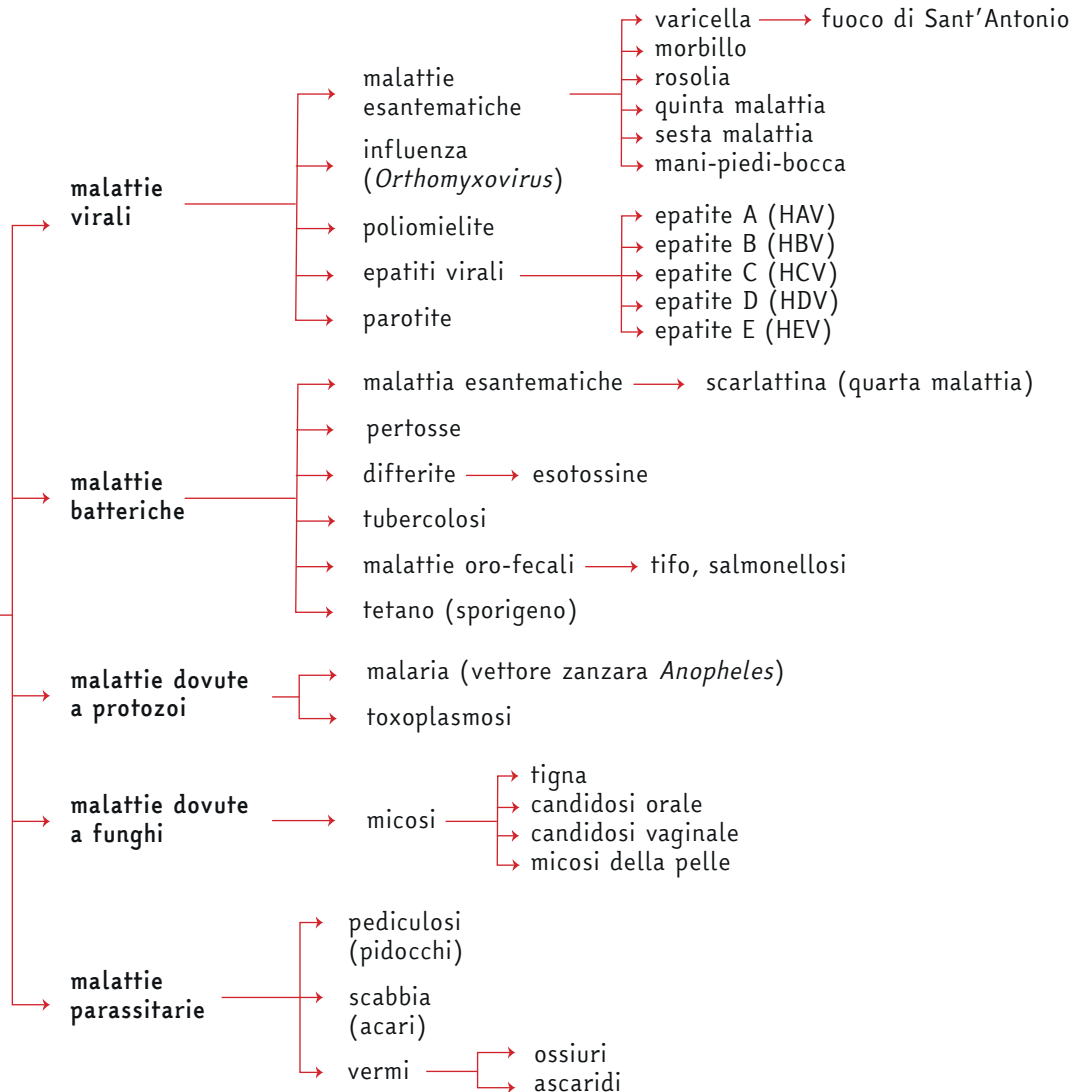 varicella
fuoco di Sant'Antonio
morbillo
rosolia
quinta malattia
sesta malattia
mani-piedi-bocca
malattie
esantematiche
influenza
(Orthomyxovirus)
malattie
virali
poliomielite
epatiti virali
parotite
epatite A (HAV)
epatite B (HBV)
epatite C (HCV)
epatite D (HDV)
epatite E (HEV)
malattia esantematiche
scarlattina (quarta malattia)
pertosse
malattie
batteriche
difterite
esotossine
tubercolosi
malattie oro-fecali
tifo, salmonellosi
tetano (sporigeno)
malattie dovute
a protozoi
malaria (vettore zanzara Anopheles)
toxoplasmosi
malattie dovute
a funghi
micosi
tigna
candidosi orale
candidosi vaginale
micosi della pelle
malattie
parassitarie
pediculosi
(pidocchi)
scabbia
(acari)
vermi
ossiuri
ascaridi